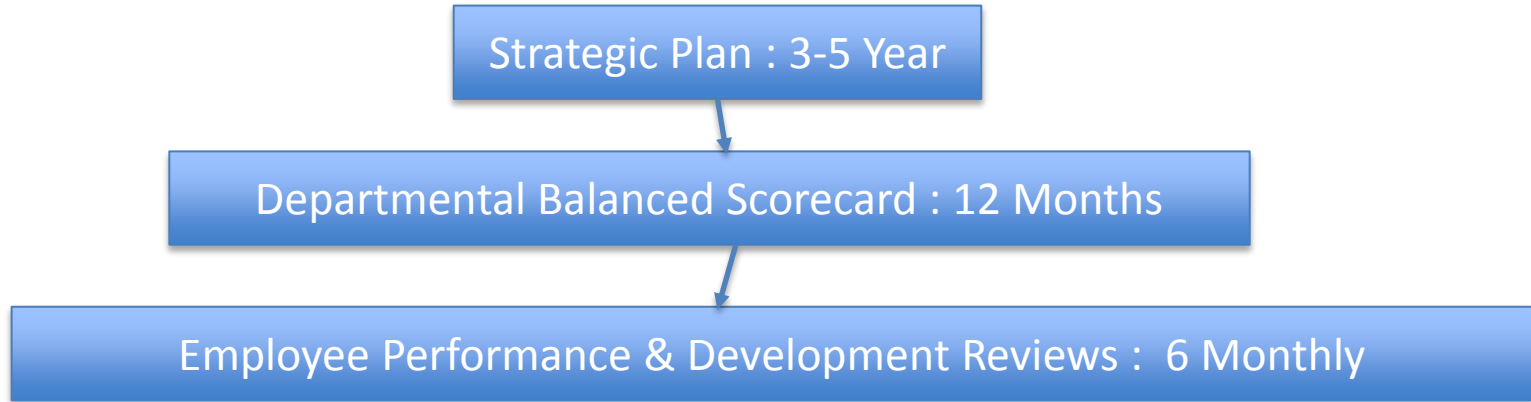 Strategic Plan : 3-5 Year
Departmental Balanced Scorecard : 12 Months
Employee Performance & Development Reviews :  6 Monthly